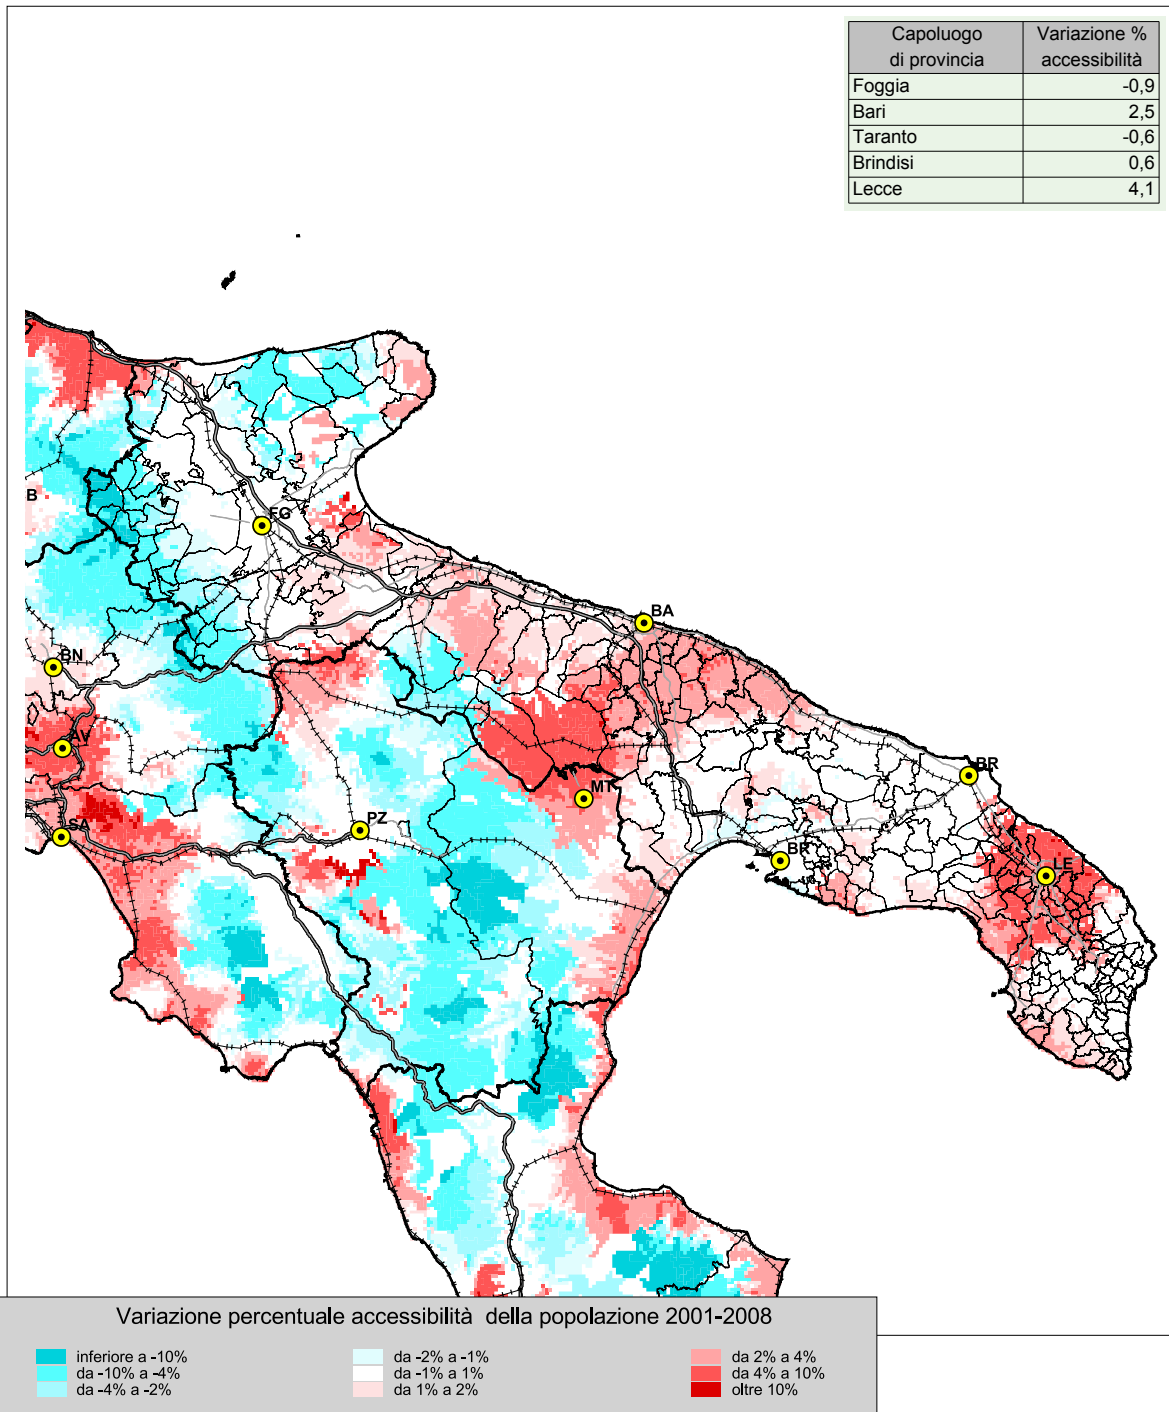 Capoluogo di provincia Variazione % accessibilità
Foggia -0,9
Bari 2,5
Taranto -0,6
Brindisi 0,6
Lecce 4,1
B
FG
BA
BN
AV
MT
BR
PZ
SA
BR
LE
Variazione percentuale accessibilità della popolazione 2001-2008
inferiore a -10%
da -10% a -4%
da -4% a -2%
da -2% a -1%
da -1% a 1%
da 1% a 2%
da 2% a 4%
da 4% a 10%
oltre 10%